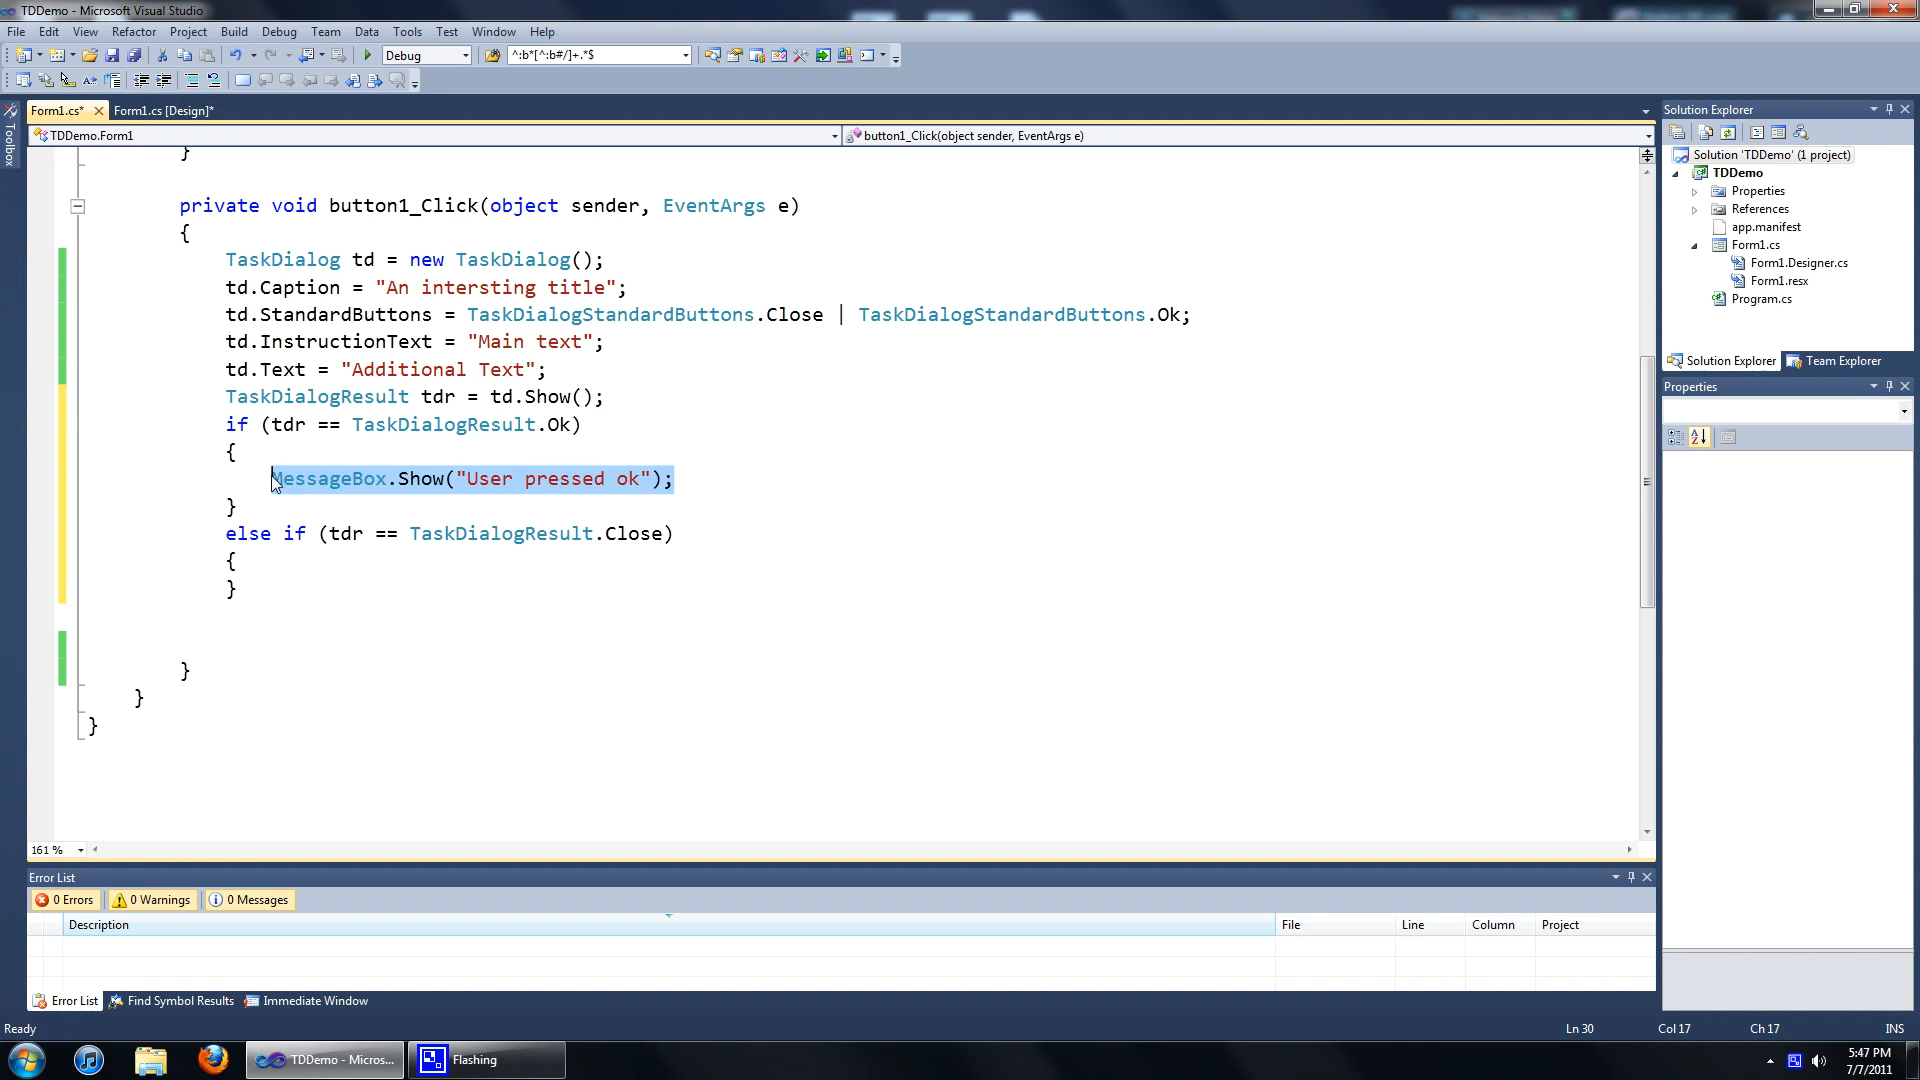 TDDemo - Microsoft Visual Studio
File Edit View Refactor Project Build Debug Team Data Tools Test Window Help
Debug ^:b*[^:b#/]+.*$
Form1.cs* Form1.cs [Design]*
TDDemo.Form1 button1_Click(object sender, EventArgs e)
Toolbox
}
private void button1_Click(object sender, EventArgs e)
{
TaskDialog td = new TaskDialog();
td.Caption = "An intersting title";
td.StandardButtons = TaskDialogStandardButtons.Close | TaskDialogStandardButtons.Ok;
td.InstructionText = "Main text";
td.Text = "Additional Text";
TaskDialogResult tdr = td.Show();
if (tdr == TaskDialogResult.Ok)
{
MessageBox.Show("User pressed ok");
}
else if (tdr == TaskDialogResult.Close)
{
}
}
}
}
161 %
Solution Explorer
Solution 'TDDemo' (1 project)
TDDemo
Properties
References
app.manifest
Form1.cs
Form1.Designer.cs
Form1.resx
Program.cs
Solution Explorer Team Explorer
Properties
Error List
0 Errors 0 Warnings 0 Messages
Description File Line Column Project
Error List Find Symbol Results Immediate Window
Ready Ln 30 Col 17 Ch 17 INS
TDDemo - Micros... Flashing
5:47 PM
7/7/2011